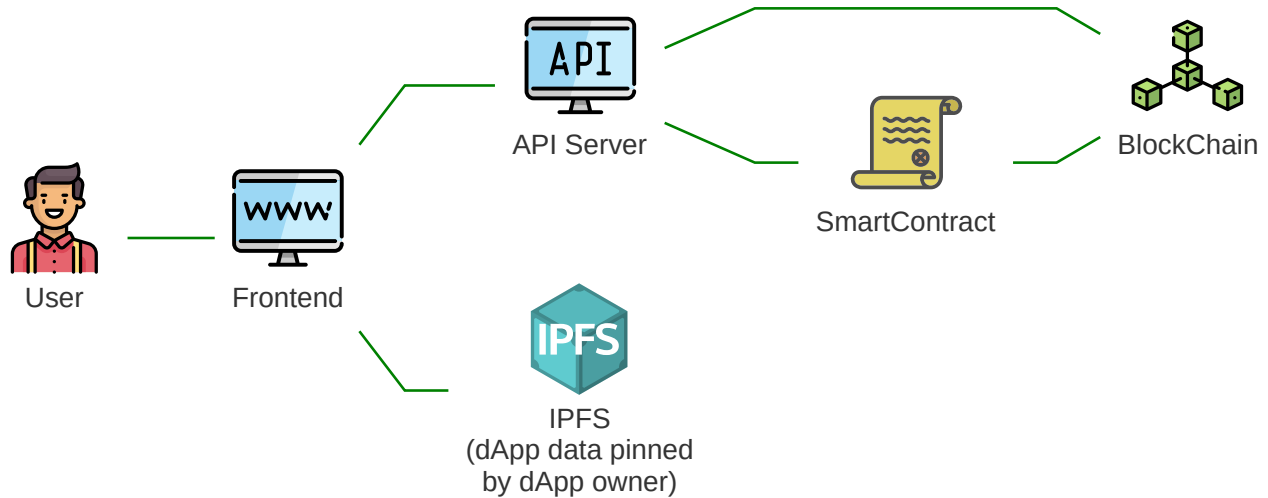 API
API Server
BlockChain
SmartContract
www
User
Frontend
IPFS
IPFS
(dApp data pinned
by dApp owner)